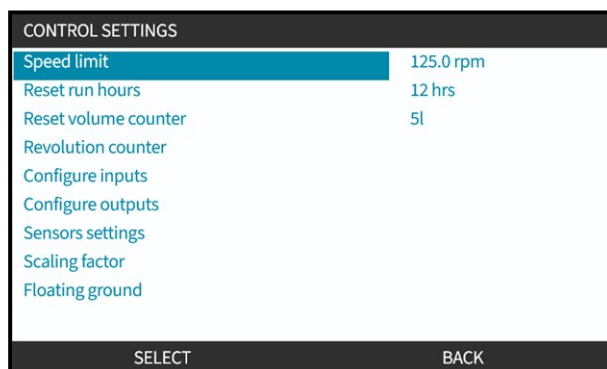 CONTROL SETTINGS
Speed limit 125.0 rpm
Reset run hours 12 hrs
Reset volume counter 5l
Revolution counter
Configure inputs
Configure outputs
Sensors settings
Scaling factor
Floating ground
SELECT BACK